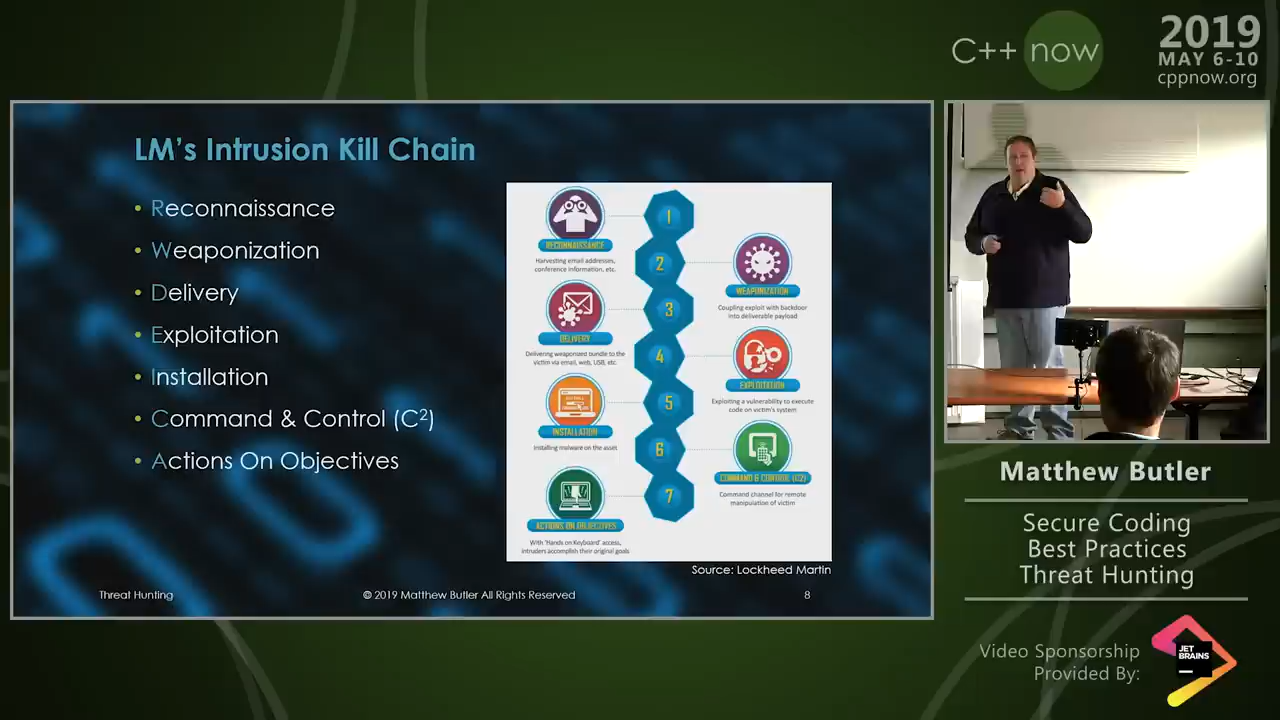 C++ now
2019
MAY 6-10
cppnow.org
LM's Intrusion Kill Chain
• Reconnaissance
• Weaponization
• Delivery
• Exploitation
• Installation
• Command & Control (C²)
• Actions On Objectives
1
RECONNAISSANCE
Harvesting email addresses,
conference information, etc.
2
WEAPONIZATION
Coupling exploit with backdoor
into deliverable payload
3
DELIVERY
Delivering weaponized bundle to the
victim via email, web, USB, etc.
4
EXPLOITATION
Exploiting a vulnerability to execute
code on victim's system
5
INSTALLATION
Installing malware on the asset
6
COMMAND & CONTROL (C2)
Command channel for remote
manipulation of victim
7
ACTIONS ON OBJECTIVES
With 'Hands on Keyboard' access,
intruders accomplish their original goals
Source: Lockheed Martin
Threat Hunting
© 2019 Matthew Butler All Rights Reserved
8
Matthew Butler
Secure Coding
Best Practices
Threat Hunting
Video Sponsorship
Provided By:
JET
BRAINS